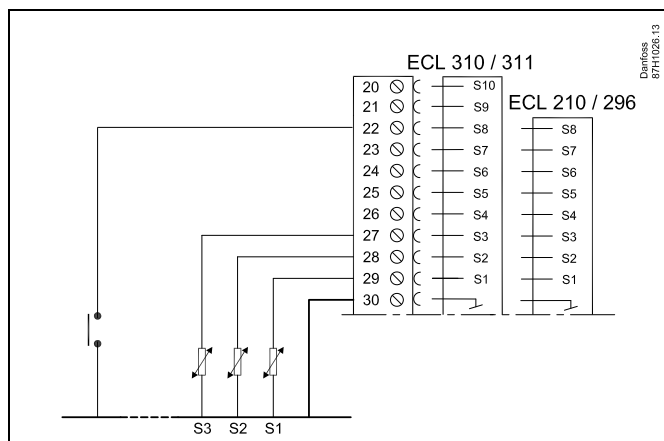 Danfoss
87H1026.13
ECL 310 / 311
ECL 210 / 296
20 S10
21 S9
22 S8 S8
23 S7 S7
24 S6 S6
25 S5 S5
26 S4 S4
27 S3 S3
28 S2 S2
29 S1 S1
30
S3 S2 S1